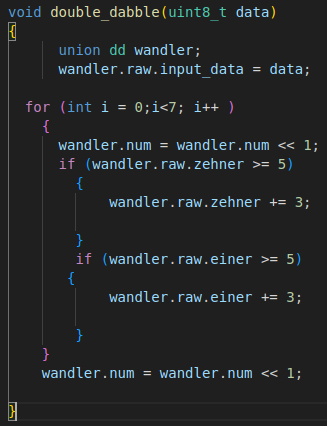 void double_dabble(uint8_t data)
{
union dd wandler;
wandler.raw.input_data = data;
for (int i = 0;i<7; i++ )
{
wandler.num = wandler.num << 1;
if (wandler.raw.zehner >= 5)
{
wandler.raw.zehner += 3;
}
if (wandler.raw.einer >= 5)
{
wandler.raw.einer += 3;
}
}
wandler.num = wandler.num << 1;
}